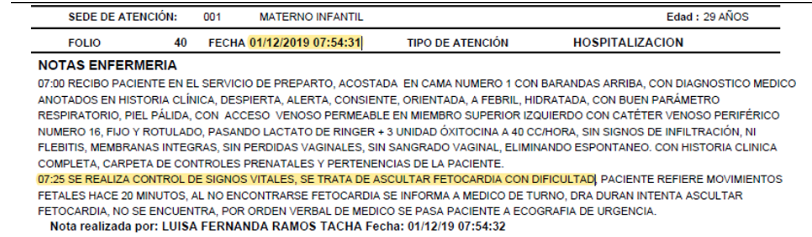 SEDE DE ATENCIÓN: 001 MATERNO INFANTIL Edad : 29 AÑOS
FOLIO 40 FECHA 01/12/2019 07:54:31 TIPO DE ATENCIÓN HOSPITALIZACION
NOTAS ENFERMERIA
07:00 RECIBO PACIENTE EN EL SERVICIO DE PREPARTO, ACOSTADA EN CAMA NUMERO 1 CON BARANDAS ARRIBA, CON DIAGNOSTICO MEDICO
ANOTADOS EN HISTORIA CLÍNICA, DESPIERTA, ALERTA, CONSIENTE, ORIENTADA, A FEBRIL, HIDRATADA, CON BUEN PARÁMETRO
RESPIRATORIO, PIEL PÁLIDA, CON ACCESO VENOSO PERMEABLE EN MIEMBRO SUPERIOR IZQUIERDO CON CATÉTER VENOSO PERIFÉRICO
NUMERO 16, FIJO Y ROTULADO, PASANDO LACTATO DE RINGER + 3 UNIDAD ÓXITOCINA A 40 CC/HORA, SIN SIGNOS DE INFILTRACIÓN, NI
FLEBITIS, MEMBRANAS INTEGRAS, SIN PERDIDAS VAGINALES, SIN SANGRADO VAGINAL, ELIMINANDO ESPONTANEO. CON HISTORIA CLINICA
COMPLETA, CARPETA DE CONTROLES PRENATALES Y PERTENENCIAS DE LA PACIENTE.
07:25 SE REALIZA CONTROL DE SIGNOS VITALES, SE TRATA DE ASCULTAR FETOCARDIA CON DIFICULTAD, PACIENTE REFIERE MOVIMIENTOS
FETALES HACE 20 MINUTOS, AL NO ENCONTRARSE FETOCARDIA SE INFORMA A MEDICO DE TURNO, DRA DURAN INTENTA ASCULTAR
FETOCARDIA, NO SE ENCUENTRA, POR ORDEN VERBAL DE MEDICO SE PASA PACIENTE A ECOGRAFIA DE URGENCIA.
Nota realizada por: LUISA FERNANDA RAMOS TACHA Fecha: 01/12/19 07:54:32